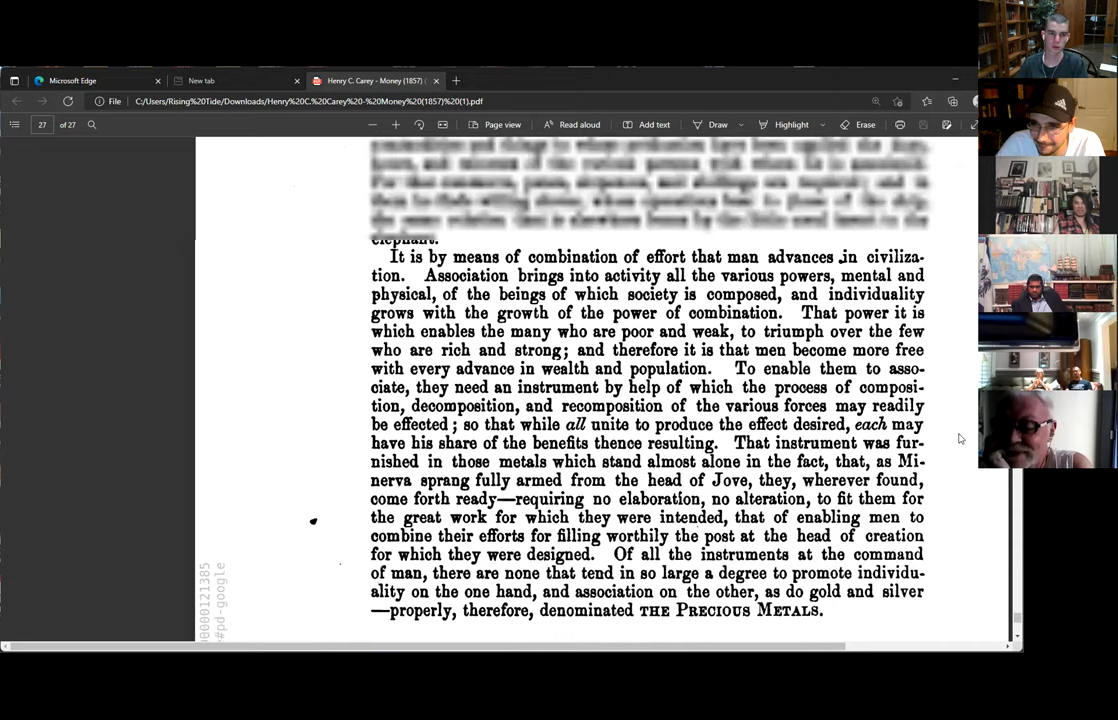 Microsoft Edge
New tab
Henry C. Carey - Money (1857) (
File
C:/Users/Rising%20Tide/Downloads/Henry%20C.%20Carey%20-%20Money%20(1857)%20(1).pdf
27 of 27
Page view
Read aloud
Add text
Draw
Highlight
Erase
elephant.
It is by means of combination of effort that man advances in civiliza-
tion. Association brings into activity all the various powers, mental and
physical, of the beings of which society is composed, and individuality
grows with the growth of the power of combination. That power it is
which enables the many who are poor and weak, to triumph over the few
who are rich and strong; and therefore it is that men become more free
with every advance in wealth and population. To enable them to asso-
ciate, they need an instrument by help of which the process of composi-
tion, decomposition, and recomposition of the various forces may readily
be effected; so that while all unite to produce the effect desired, each may
have his share of the benefits thence resulting. That instrument was fur-
nished in those metals which stand almost alone in the fact, that, as Mi-
nerva sprang fully armed from the head of Jove, they, wherever found,
come forth ready—requiring no elaboration, no alteration, to fit them for
the great work for which they were intended, that of enabling men to
combine their efforts for filling worthily the post at the head of creation
for which they were designed. Of all the instruments at the command
of man, there are none that tend in so large a degree to promote individu-
ality on the one hand, and association on the other, as do gold and silver
—properly, therefore, denominated THE PRECIOUS METALS.
00000121385
#pd-google